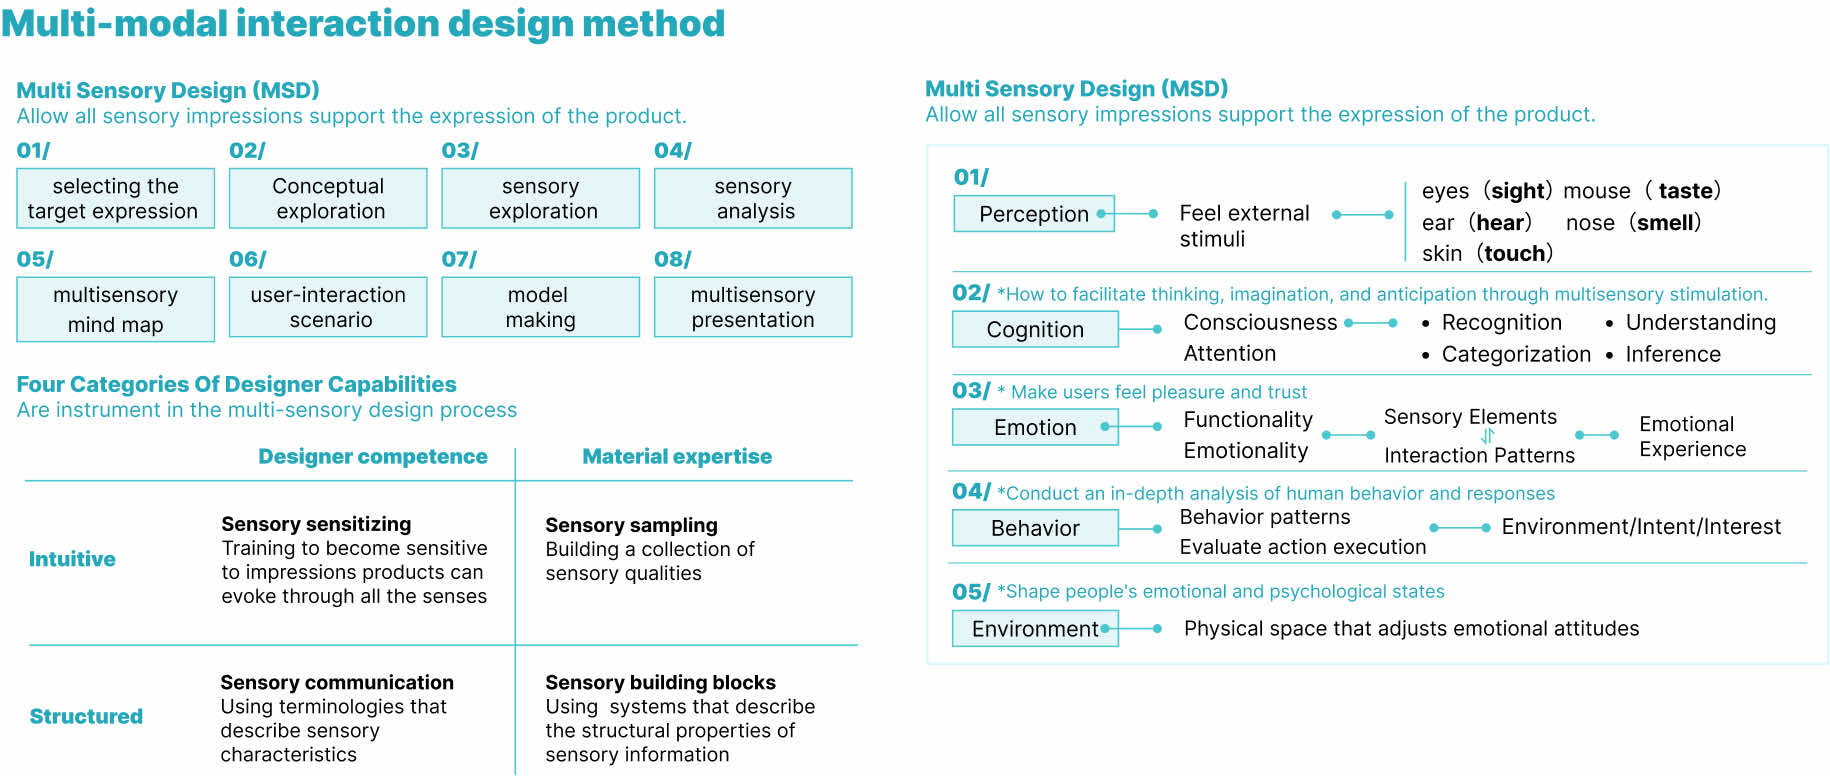 Multi-modal interaction design method
Multi Sensory Design (MSD)
Allow all sensory impressions support the expression of the product.
01/
selecting the
target expression
02/
Conceptual
exploration
03/
sensory
exploration
04/
sensory
analysis
05/
multisensory
mind map
06/
user-interaction
scenario
07/
model
making
08/
multisensory
presentation
Four Categories Of Designer Capabilities
Are instrument in the multi-sensory design process
Designer competence
Material expertise
Intuitive
Sensory sensitizing
Training to become sensitive
to impressions products can
evoke through all the senses
Sensory sampling
Building a collection of
sensory qualities
Structured
Sensory communication
Using terminologies that
describe sensory
characteristics
Sensory building blocks
Using systems that describe
the structural properties of
sensory information
Multi Sensory Design (MSD)
Allow all sensory impressions support the expression of the product.
01/
Perception
Feel external
stimuli
eyes（sight）mouse（ taste）
ear（hear） nose（smell）
skin（touch）
02/ *How to facilitate thinking, imagination, and anticipation through multisensory stimulation.
Cognition
Consciousness
Attention
• Recognition • Understanding
• Categorization • Inference
03/ * Make users feel pleasure and trust
Emotion
Functionality
Emotionality
Sensory Elements
Interaction Patterns
Emotional
Experience
04/ *Conduct an in-depth analysis of human behavior and responses
Behavior
Behavior patterns
Evaluate action execution
Environment/Intent/Interest
05/ *Shape people's emotional and psychological states
Environment
Physical space that adjusts emotional attitudes